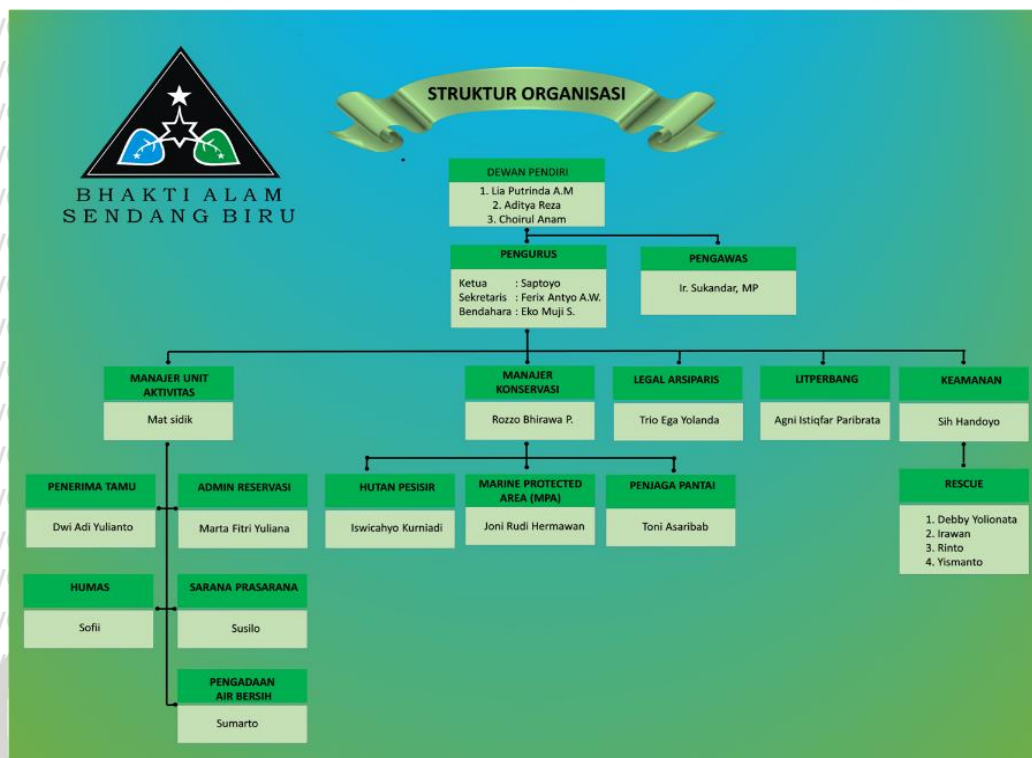 STRUKTUR ORGANISASI
BHAKTI ALAM
SENDANG BIRU
DEWAN PENDIRI
1. Lia Putrinda A.M
2. Aditya Reza
3. Choirul Anam
PENGURUS
Ketua : Saptoyo
Sekretaris : Ferix Antyo A.W.
Bendahara : Eko Muji S.
PENGAWAS
Ir. Sukandar, MP
MANAJER UNIT
AKTIVITAS
Mat sidik
MANAJER
KONSERVASI
Rozzo Bhirawa P.
LEGAL ARSIPARIS
Trio Ega Yolanda
LITPERBANG
Agni Istiqfar Paribrata
KEAMANAN
Sih Handoyo
PENERIMA TAMU
Dwi Adi Yulianto
ADMIN RESERVASI
Marta Fitri Yuliana
HUTAN PESISIR
Iswicahyo Kurniadi
MARINE PROTECTED
AREA (MPA)
Joni Rudi Hermawan
PENJAGA PANTAI
Toni Asaribab
RESCUE
1. Debby Yolionata
2. Irawan
3. Rinto
4. Yismanto
HUMAS
Sofii
SARANA PRASARANA
Susilo
PENGADAAN
AIR BERSIH
Sumarto